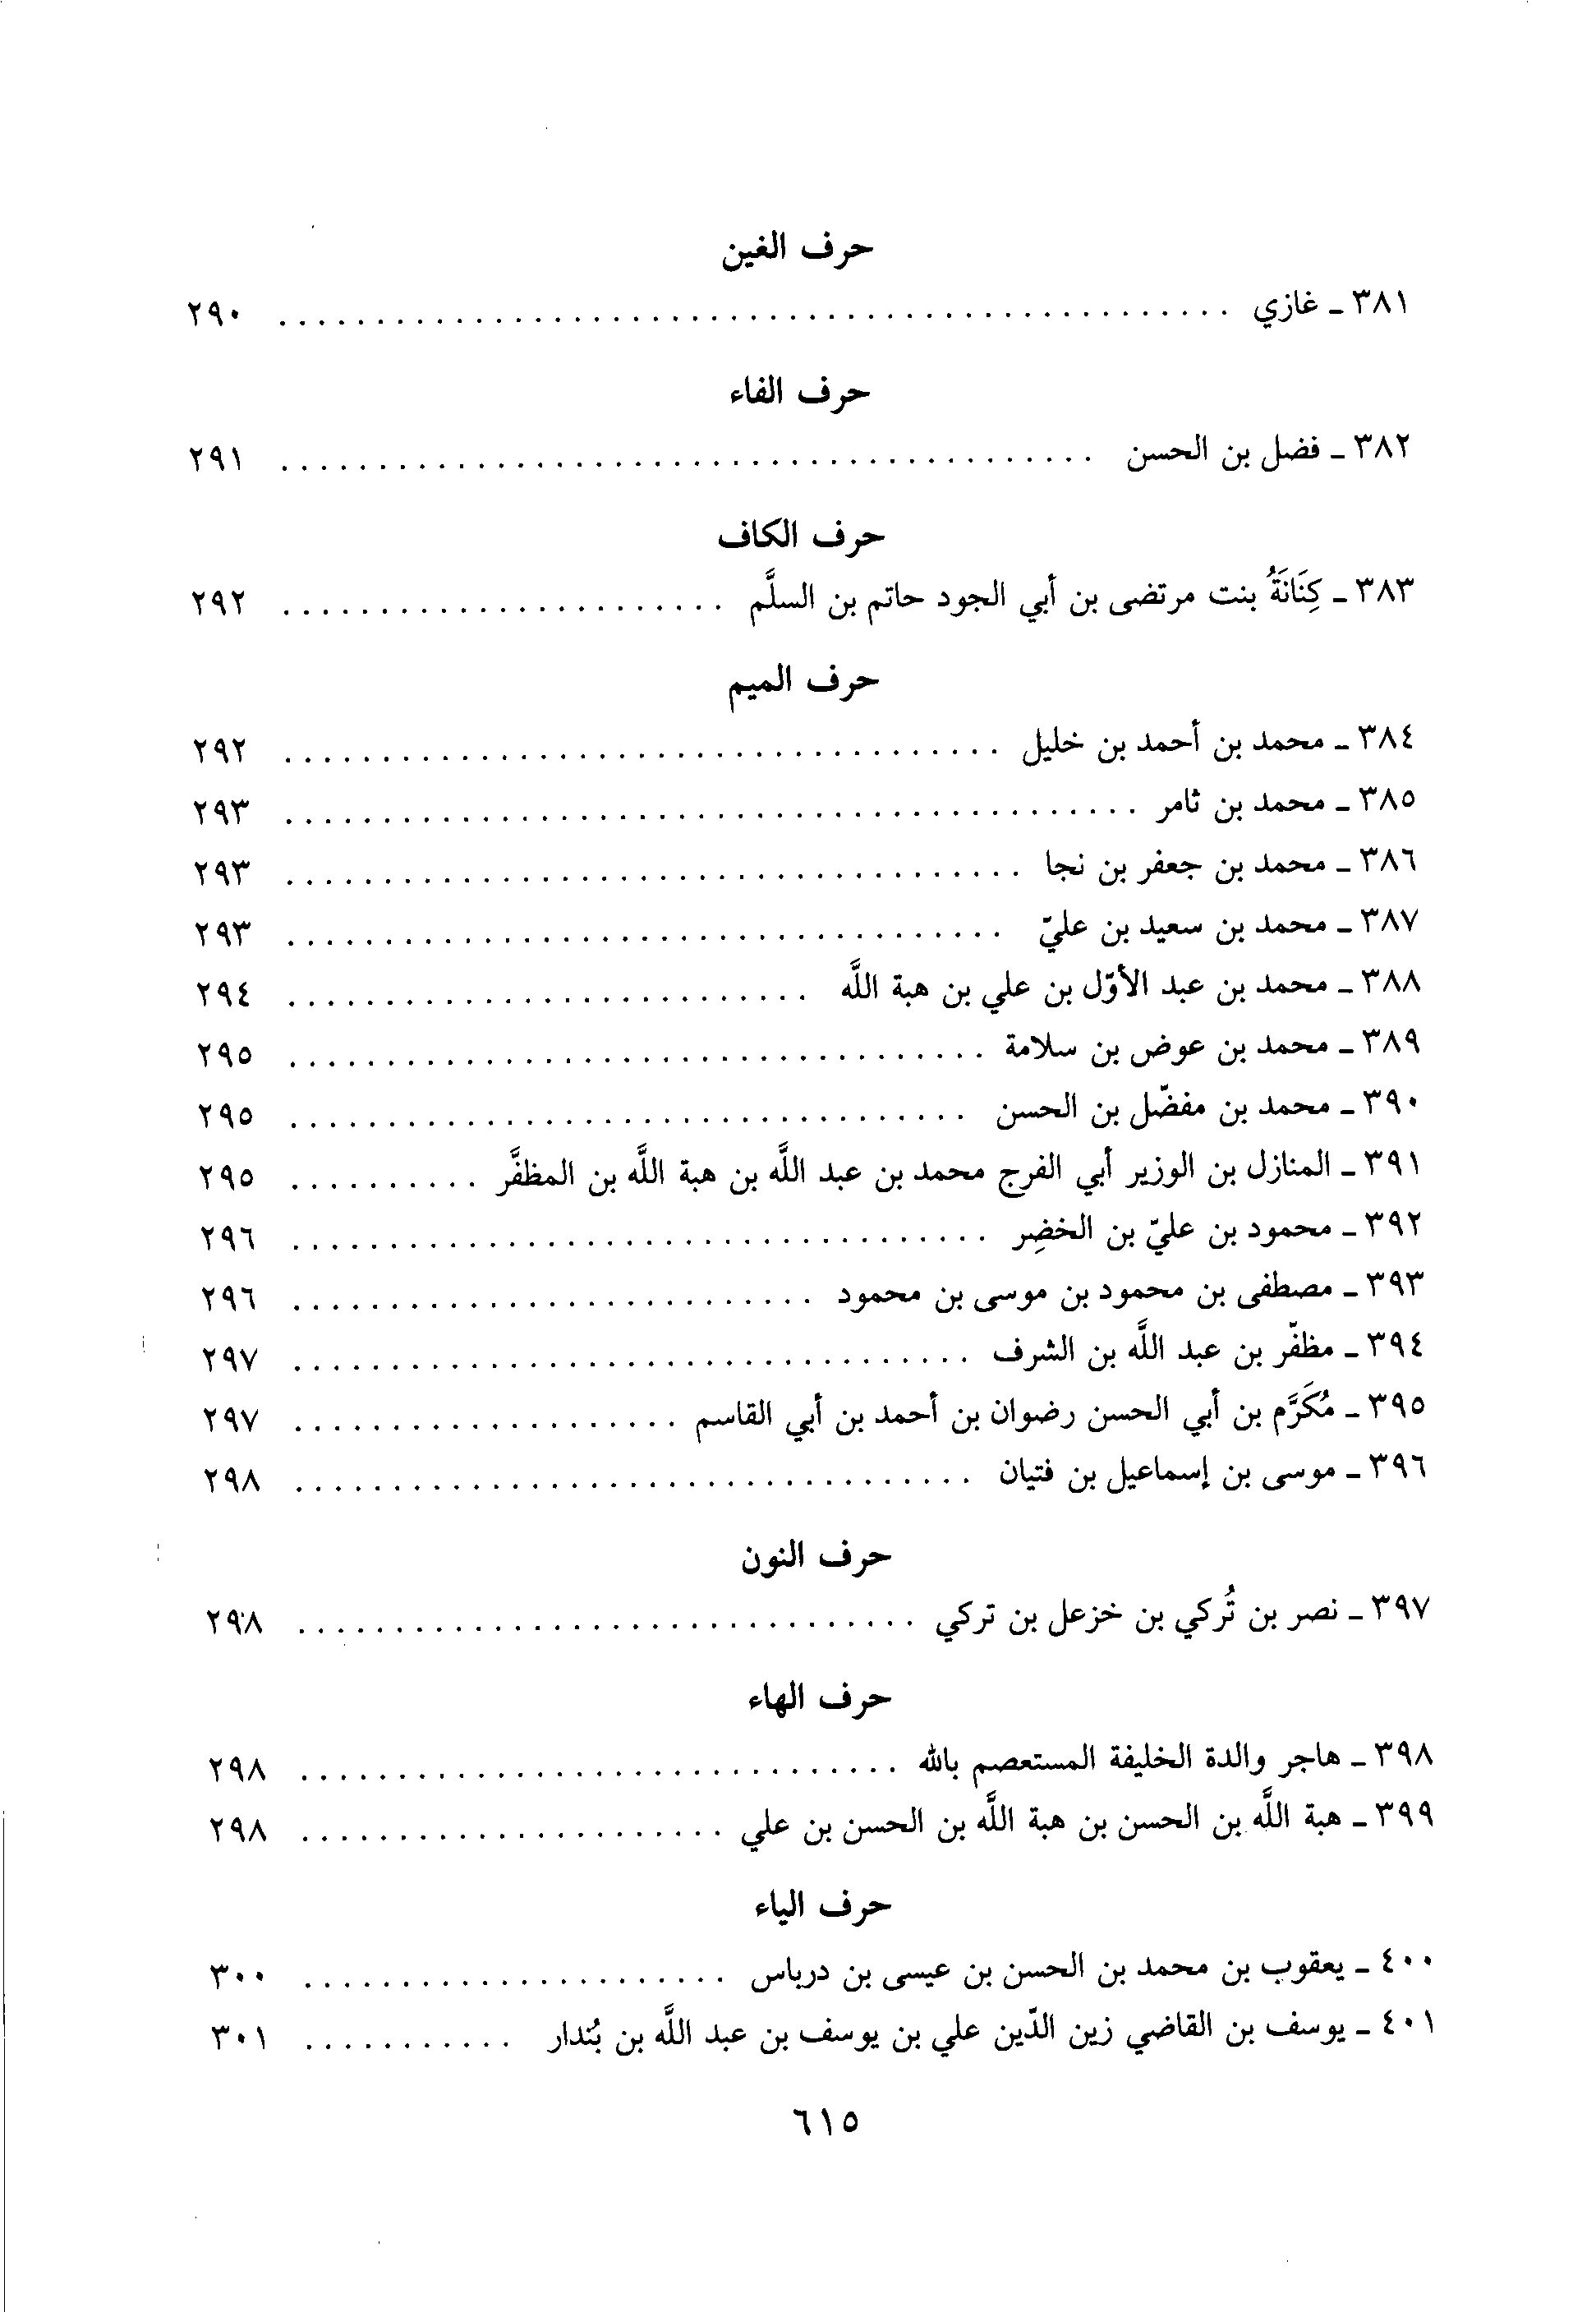 حرف الغين
٣٨١ ـ غازي . . . . . . . . . . . . . . . . . . . . ٢٩٠
حرف الفاء
٣٨٢ ـ فضل بن الحسن . . . . . . . . . . . . . . . . . . . . ٢٩١
حرف الكاف
٣٨٣ ـ كِنَانَةُ بنت مرتضى بن أبي الجود حاتم بن السلَّم . . . . . . . . . . . . . . . . . . . . ٢٩٢
حرف الميم
٣٨٤ ـ محمد بن أحمد بن خليل . . . . . . . . . . . . . . . . . . . . ٢٩٢
٣٨٥ ـ محمد بن ثامر . . . . . . . . . . . . . . . . . . . . ٢٩٣
٣٨٦ ـ محمد بن جعفر بن نجا . . . . . . . . . . . . . . . . . . . . ٢٩٣
٣٨٧ ـ محمد بن سعيد بن عليّ . . . . . . . . . . . . . . . . . . . . ٢٩٣
٣٨٨ ـ محمد بن عبد الأوّل بن علي بن هبة اللَّه . . . . . . . . . . . . . . . . . . . . ٢٩٤
٣٨٩ ـ محمد بن عوض بن سلامة . . . . . . . . . . . . . . . . . . . . ٢٩٥
٣٩٠ ـ محمد بن مفضّل بن الحسن . . . . . . . . . . . . . . . . . . . . ٢٩٥
٣٩١ ـ المنازل بن الوزير أبي الفرج محمد بن عبد اللَّه بن هبة اللَّه بن المظفَّر . . . . . . . . . . ٢٩٥
٣٩٢ ـ محمود بن عليّ بن الخضِر . . . . . . . . . . . . . . . . . . . . ٢٩٦
٣٩٣ ـ مصطفى بن محمود بن موسى بن محمود . . . . . . . . . . . . . . . . . . . . ٢٩٦
٣٩٤ ـ مظفّر بن عبد اللَّه بن الشرف . . . . . . . . . . . . . . . . . . . . ٢٩٧
٣٩٥ ـ مُكَرَّم بن أبي الحسن رضوان بن أحمد بن أبي القاسم . . . . . . . . . . . . . . . . . . . . ٢٩٧
٣٩٦ ـ موسى بن إسماعيل بن فتيان . . . . . . . . . . . . . . . . . . . . ٢٩٨
حرف النون
٣٩٧ ـ نصر بن تُركي بن خزعل بن تركي . . . . . . . . . . . . . . . . . . . . ٢٩٨
حرف الهاء
٣٩٨ ـ هاجر والدة الخليفة المستعصم بالله . . . . . . . . . . . . . . . . . . . . ٢٩٨
٣٩٩ ـ هبة اللَّه بن الحسن بن هبة اللَّه بن الحسن بن علي . . . . . . . . . . . . . . . . . . . . ٢٩٨
حرف الياء
٤٠٠ ـ يعقوب بن محمد بن الحسن بن عيسى بن درباس . . . . . . . . . . . . . . . . . . . . ٣٠٠
٤٠١ ـ يوسف بن القاضي زين الدّين علي بن يوسف بن عبد اللَّه بن بُندار . . . . . . . . . . . ٣٠١
٦١٥